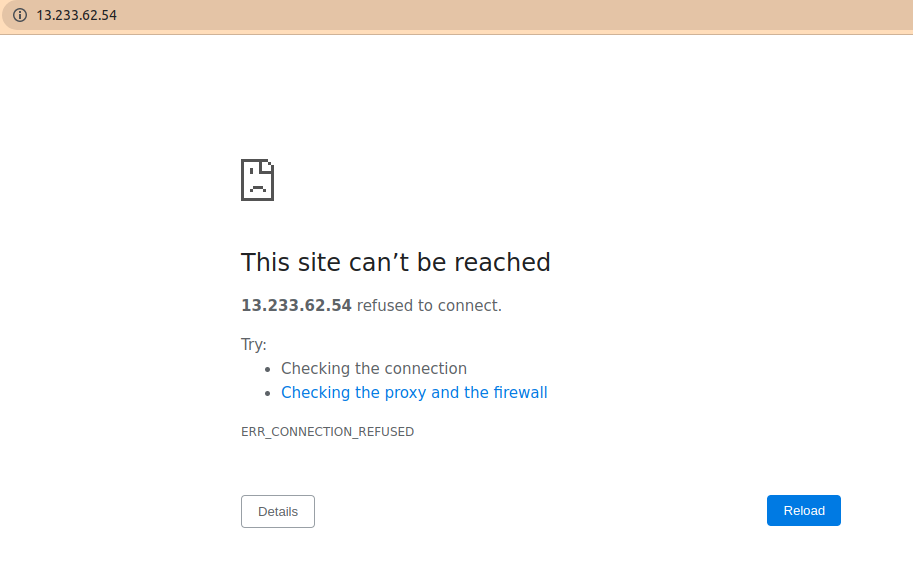 13.233.62.54
This site can’t be reached
13.233.62.54 refused to connect.
Try:
Checking the connection
Checking the proxy and the firewall
ERR_CONNECTION_REFUSED
Details
Reload